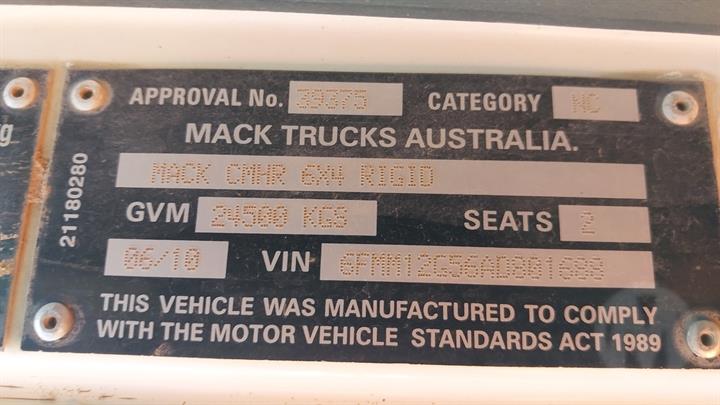 APPROVAL No. 39375 CATEGORY NC
MACK TRUCKS AUSTRALIA.
MACK CMHR 6X4 RIGID
GVM 24500 KGS SEATS 2
06/10 VIN
THIS VEHICLE WAS MANUFACTURED TO COMPLY
WITH THE MOTOR VEHICLE STANDARDS ACT 1989
21180280
g